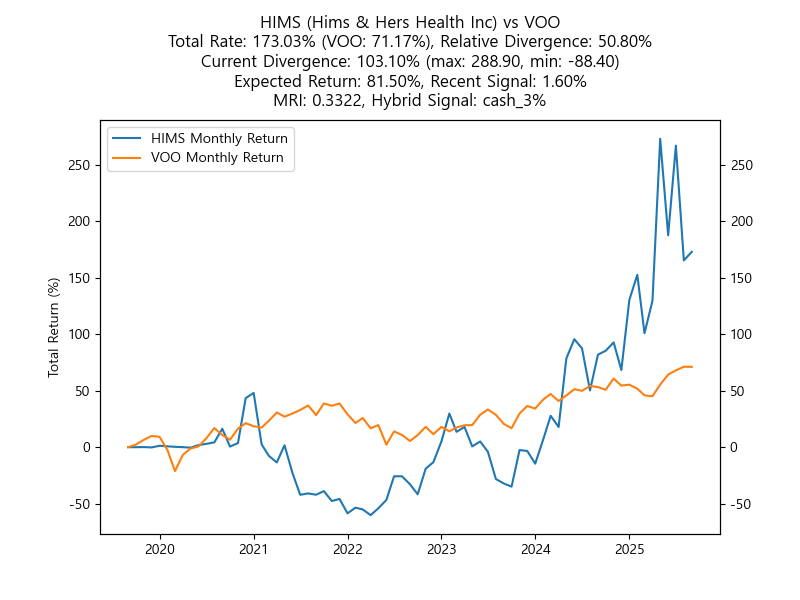 HIMS (Hims & Hers Health Inc) vs VOO
Total Rate: 173.03% (VOO: 71.17%), Relative Divergence: 50.80%
Current Divergence: 103.10% (max: 288.90, min: -88.40)
Expected Return: 81.50%, Recent Signal: 1.60%
MRI: 0.3322, Hybrid Signal: cash_3%
HIMS Monthly Return
VOO Monthly Return
Total Return (%)
250
200
150
100
50
0
-50
250
200
150
100
50
0
-50
2020 2021 2022 2023 2024 2025